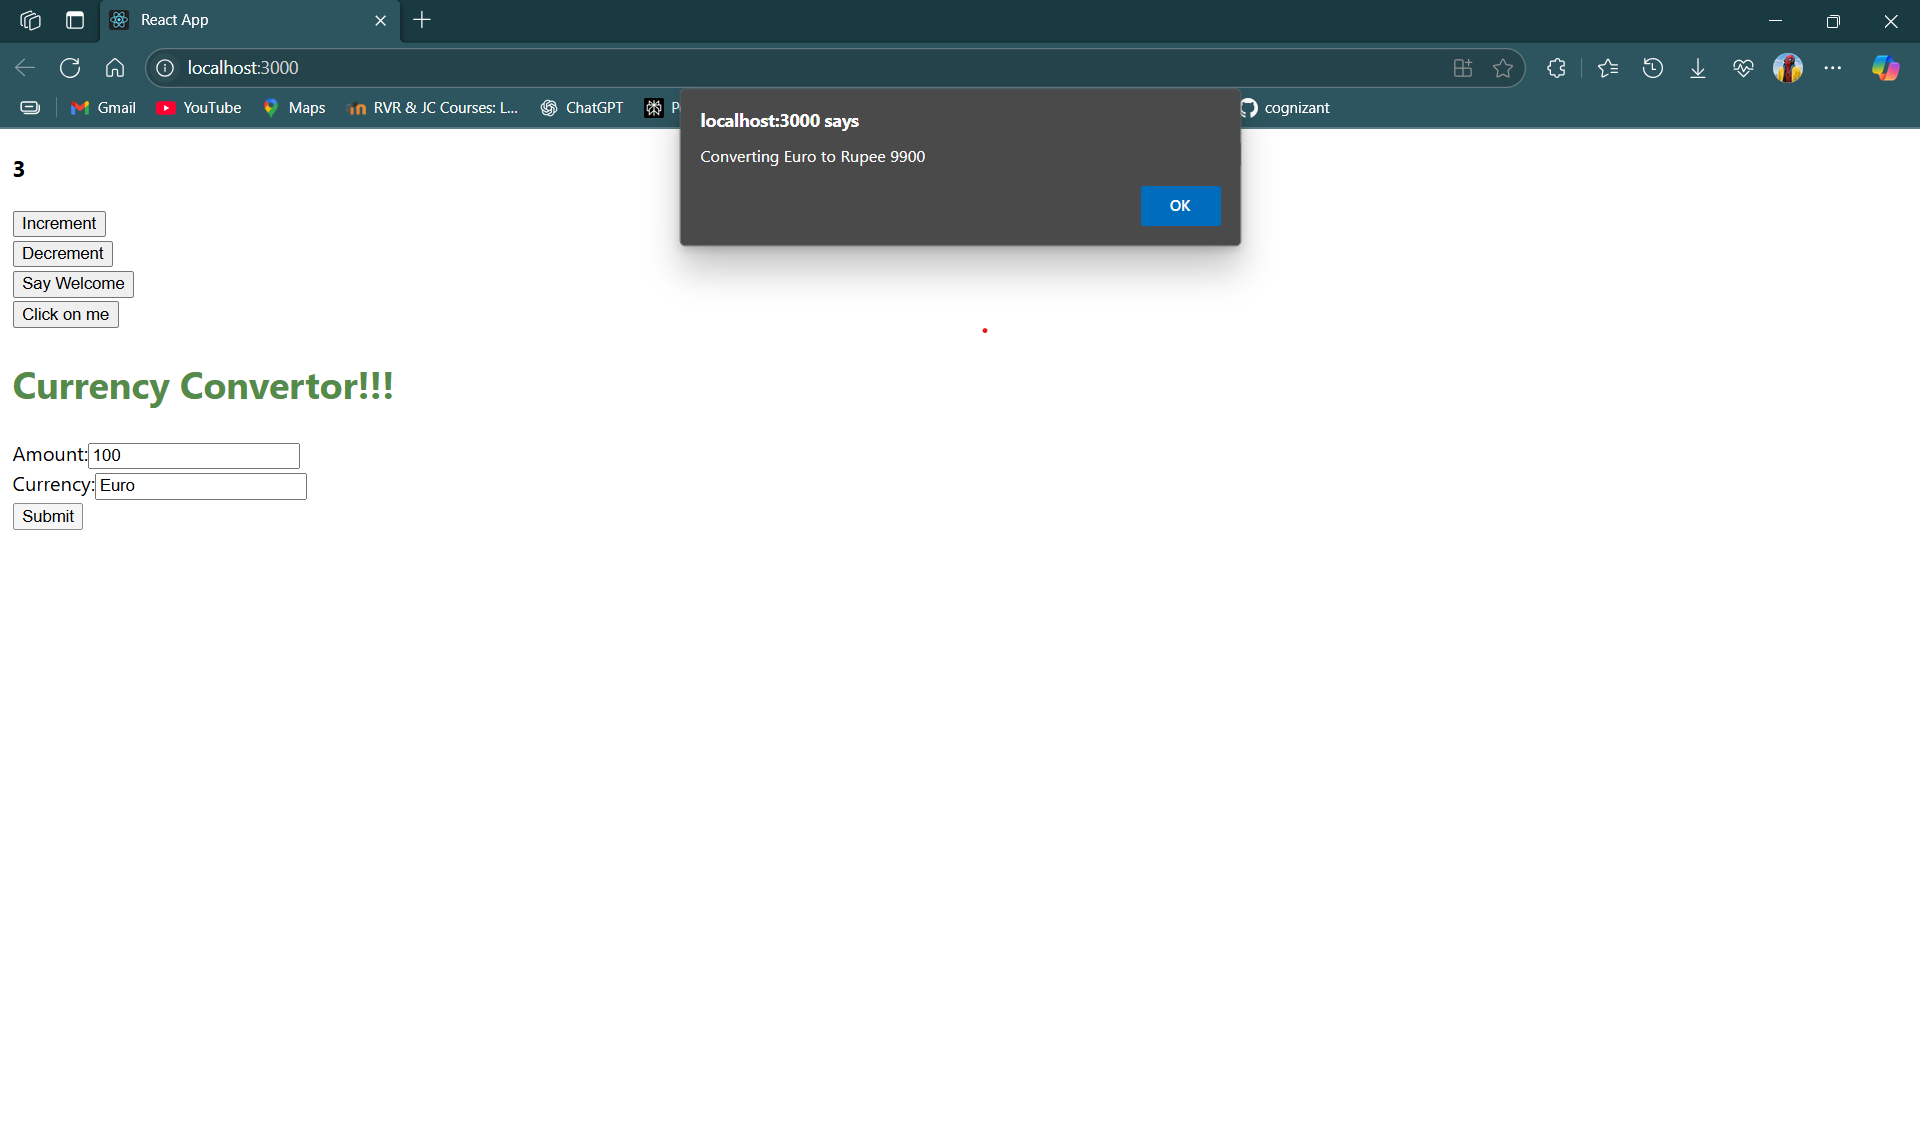 React App
localhost:3000
Gmail YouTube Maps RVR & JC Courses: L... ChatGPT cognizant
localhost:3000 says
Converting Euro to Rupee 9900
OK
3
Increment
Decrement
Say Welcome
Click on me
Currency Convertor!!!
Amount: 100
Currency: Euro
Submit